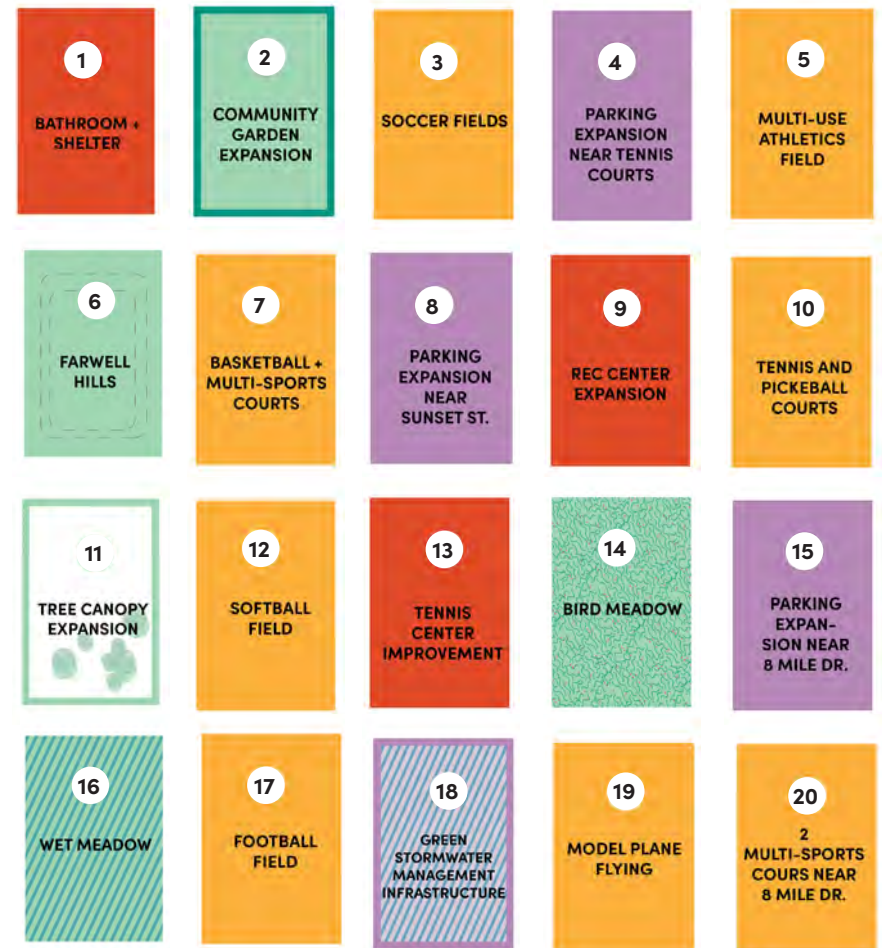 1
BATHROOM +
SHELTER
2
COMMUNITY
GARDEN
EXPANSION
3
SOCCER FIELDS
4
PARKING
EXPANSION
NEAR TENNIS
COURTS
5
MULTI-USE
ATHLETICS
FIELD
6
FARWELL
HILLS
7
BASKETBALL +
MULTI-SPORTS
COURTS
8
PARKING
EXPANSION
NEAR
SUNSET ST.
9
REC CENTER
EXPANSION
10
TENNIS AND
PICKEBALL
COURTS
11
TREE CANOPY
EXPANSION
12
SOFTBALL
FIELD
13
TENNIS
CENTER
IMPROVEMENT
14
BIRD MEADOW
15
PARKING
EXPAN-
SION NEAR
8 MILE DR.
16
WET MEADOW
17
FOOTBALL
FIELD
18
GREEN
STORMWATER
MANAGEMENT
INFRASTRUCTURE
19
MODEL PLANE
FLYING
20
2
MULTI-SPORTS
COURS NEAR
8 MILE DR.